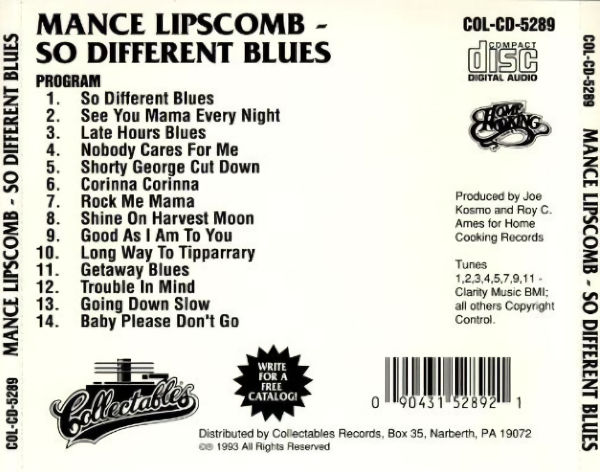 MANCE LIPSCOMB -
SO DIFFERENT BLUES
PROGRAM
1. So Different Blues
2. See You Mama Every Night
3. Late Hours Blues
4. Nobody Cares For Me
5. Shorty George Cut Down
6. Corinna Corinna
7. Rock Me Mama
8. Shine On Harvest Moon
9. Good As I Am To You
10. Long Way To Tipparrary
11. Getaway Blues
12. Trouble In Mind
13. Going Down Slow
14. Baby Please Don't Go
COL-CD-5289
COMPACT
disc
DIGITAL AUDIO
HOME
COOKING
Produced by Joe
Kosmo and Roy C.
Ames for Home
Cooking Records
Tunes
1,2,3,4,5,7,9,11 -
Clarity Music BMI;
all others Copyright
Control.
Collectables
WRITE
FOR A
FREE
CATALOG!
0 90431 52892 1
Distributed by Collectables Records, Box 35, Narberth, PA 19072
©℗ 1993 All Rights Reserved
COL-CD-5289 MANCE LIPSCOMB - SO DIFFERENT BLUES
COL-CD-5289 MANCE LIPSCOMB - SO DIFFERENT BLUES